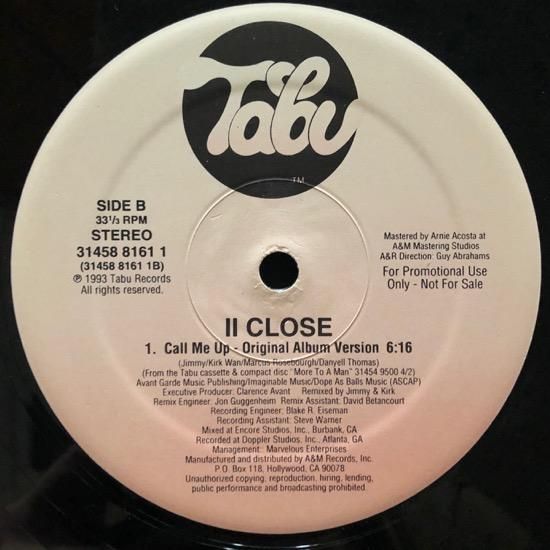 Tabu
TM
SIDE B
33 1/3 RPM
STEREO
31458 8161 1
(31458 8161 1B)
℗ 1993 Tabu Records
All rights reserved.
Mastered by Arnie Acosta at
A&M Mastering Studios
A&R Direction: Guy Abrahams
For Promotional Use
Only - Not For Sale
II CLOSE
1. Call Me Up - Original Album Version 6:16
(Jimmy/Kirk Wan/Marcus Rosebourgh/Danyell Thomas)
(From the Tabu cassette & compact disc "More To A Man" 31454 9500 4/2)
Avant Garde Music Publishing/Imaginable Music/Dope As Balls Music (ASCAP)
Executive Producer: Clarence Avant Remixed by Jimmy & Kirk
Remix Engineer: Jon Guggenheim Remix Assistant: David Betancourt
Recording Engineer: Blake R. Eiseman
Recording Assistant: Steve Warner
Mixed at Encore Studios, Inc., Burbank, CA
Recorded at Doppler Studios, Inc., Atlanta, GA
Management: Marvelous Enterprises
Manufactured and distributed by A&M Records, Inc.
P.O. Box 118, Hollywood, CA 90078
Unauthorized copying, reproduction, hiring, lending,
public performance and broadcasting prohibited.